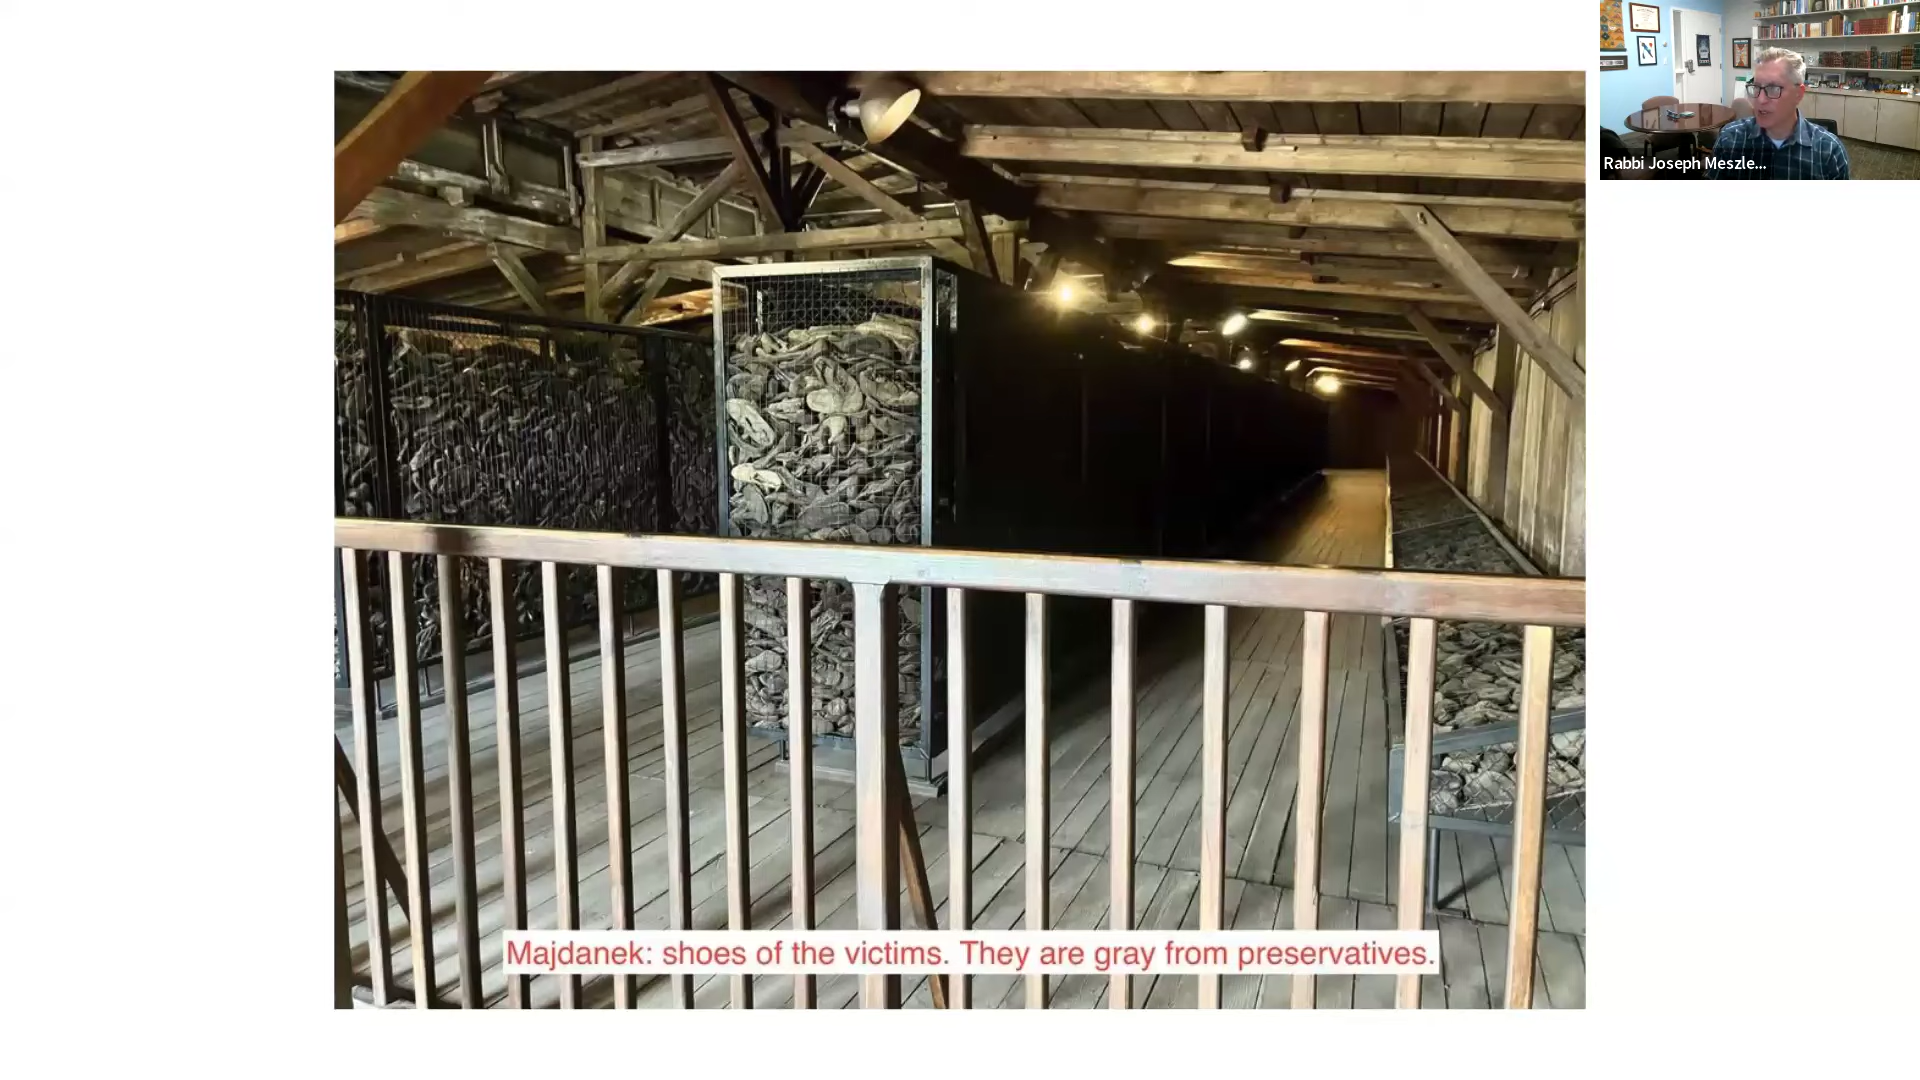 Rabbi Joseph Meszle...
Majdanek: shoes of the victims. They are gray from preservatives.